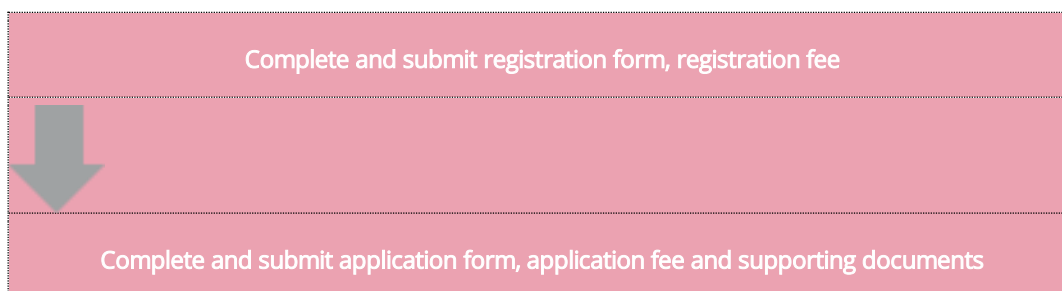 Complete and submit registration form, registration fee
Complete and submit application form, application fee and supporting documents